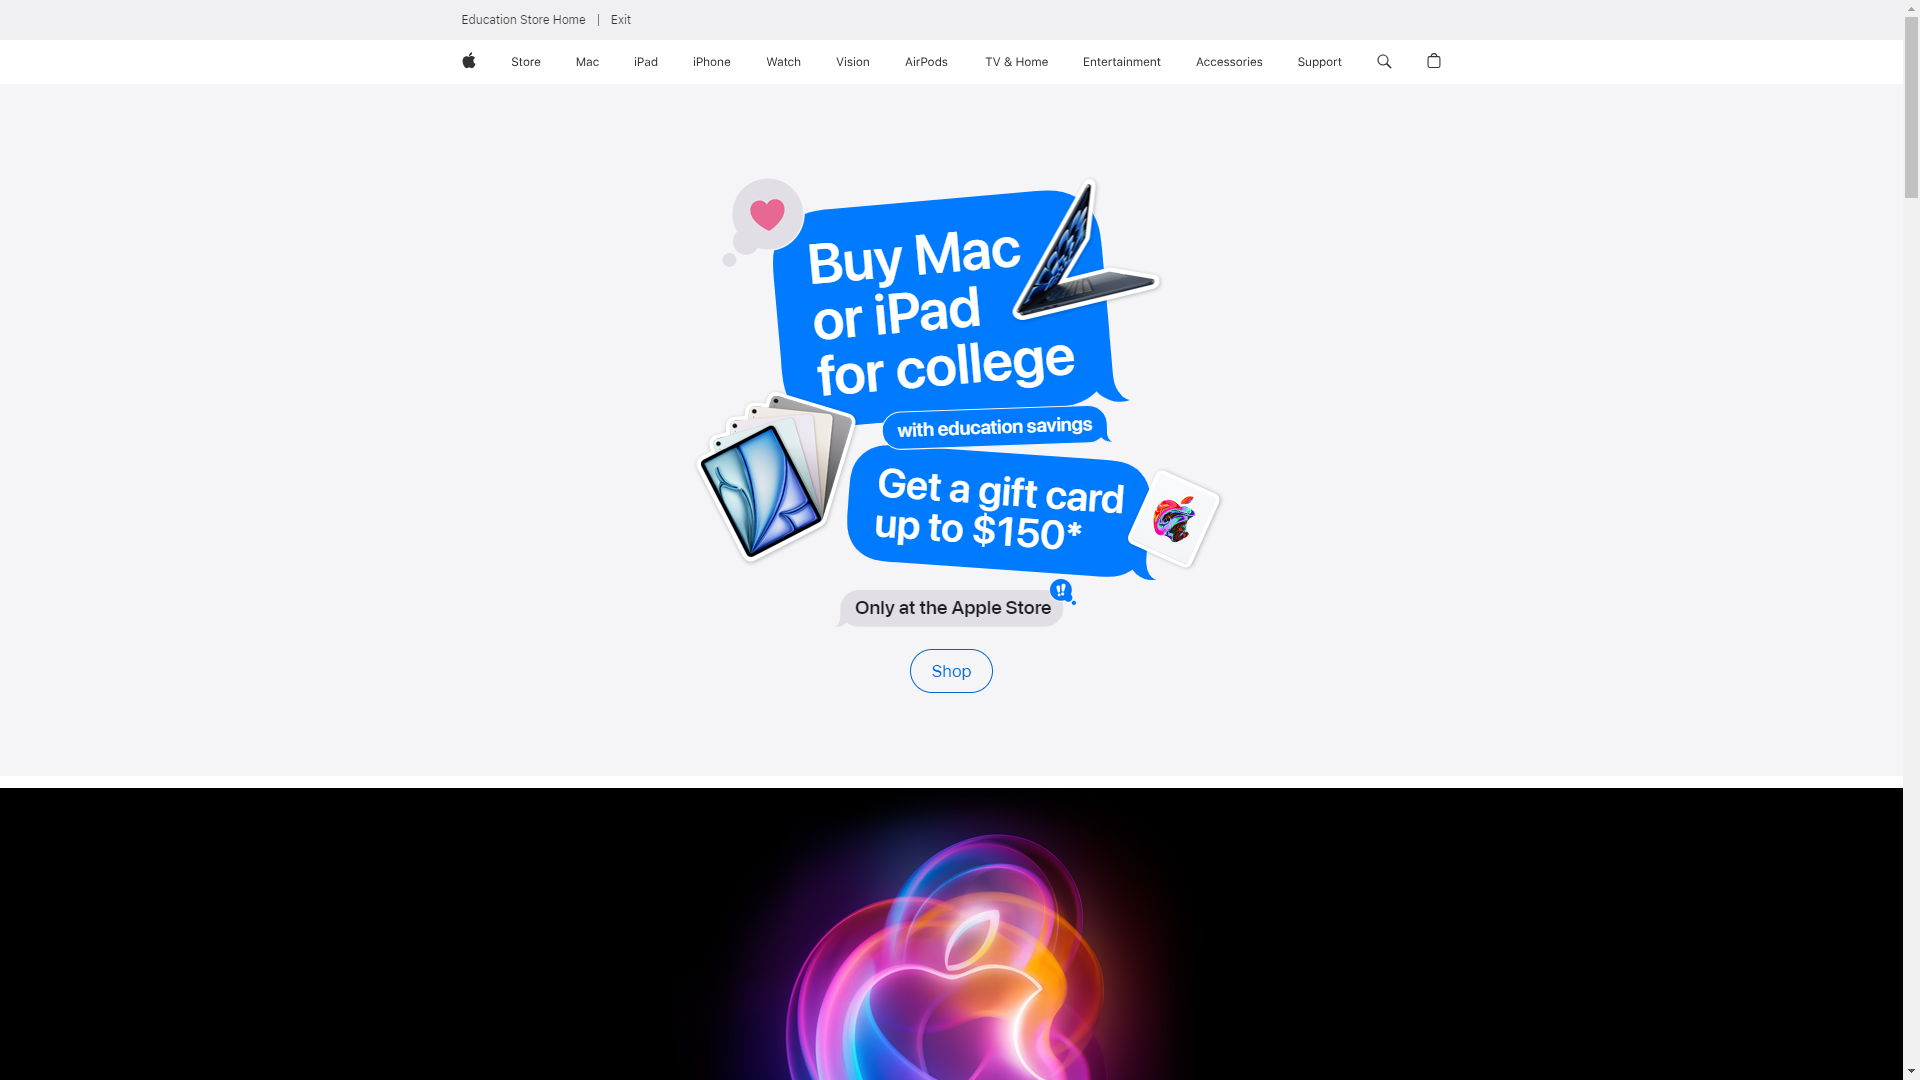 Education Store Home | Exit
Store Mac iPad iPhone Watch Vision AirPods TV & Home Entertainment Accessories Support
Buy Mac
or iPad
for college
with education savings
Get a gift card
up to $150*
Only at the Apple Store
!!
Shop